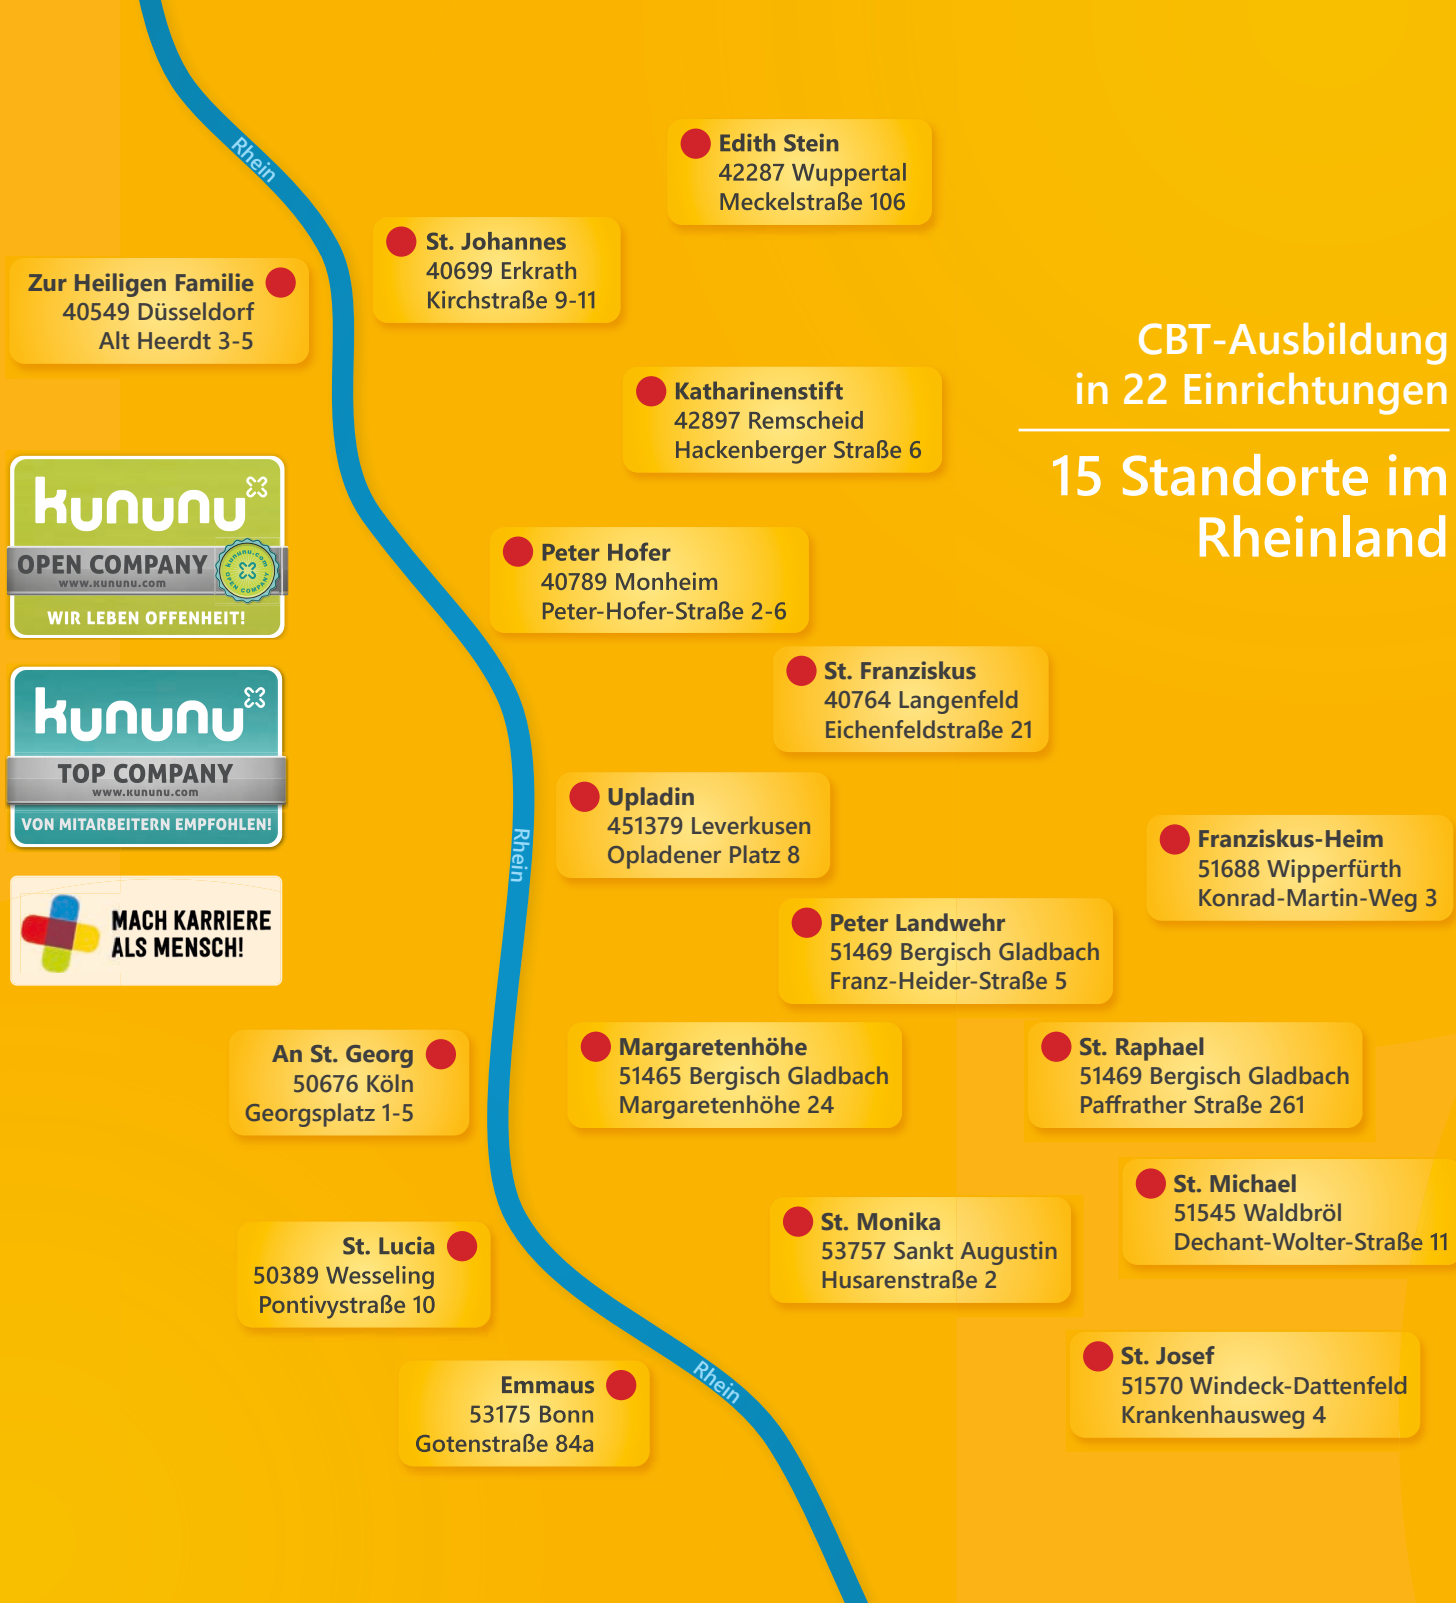 Rhein
Edith Stein
42287 Wuppertal
Meckelstraße 106
St. Johannes
40699 Erkrath
Kirchstraße 9-11
Zur Heiligen Familie
40549 Düsseldorf
Alt Heerdt 3-5
CBT-Ausbildung
in 22 Einrichtungen
15 Standorte im
Rheinland
Katharinenstift
42897 Remscheid
Hackenberger Straße 6
kununu
OPEN COMPANY
www.kununu.com
kununu.com
OPEN COMPANY
WIR LEBEN OFFENHEIT!
Peter Hofer
40789 Monheim
Peter-Hofer-Straße 2-6
St. Franziskus
40764 Langenfeld
Eichenfeldstraße 21
kununu
TOP COMPANY
www.kununu.com
VON MITARBEITERN EMPFOHLEN!
Upladin
451379 Leverkusen
Opladener Platz 8
Rhein
Franziskus-Heim
51688 Wipperfürth
Konrad-Martin-Weg 3
MACH KARRIERE
ALS MENSCH!
Peter Landwehr
51469 Bergisch Gladbach
Franz-Heider-Straße 5
An St. Georg
50676 Köln
Georgsplatz 1-5
Margaretenhöhe
51465 Bergisch Gladbach
Margaretenhöhe 24
St. Raphael
51469 Bergisch Gladbach
Paffrather Straße 261
St. Michael
51545 Waldbröl
Dechant-Wolter-Straße 11
St. Monika
53757 Sankt Augustin
Husarenstraße 2
St. Lucia
50389 Wesseling
Pontivystraße 10
St. Josef
51570 Windeck-Dattenfeld
Krankenhausweg 4
Rhein
Emmaus
53175 Bonn
Gotenstraße 84a